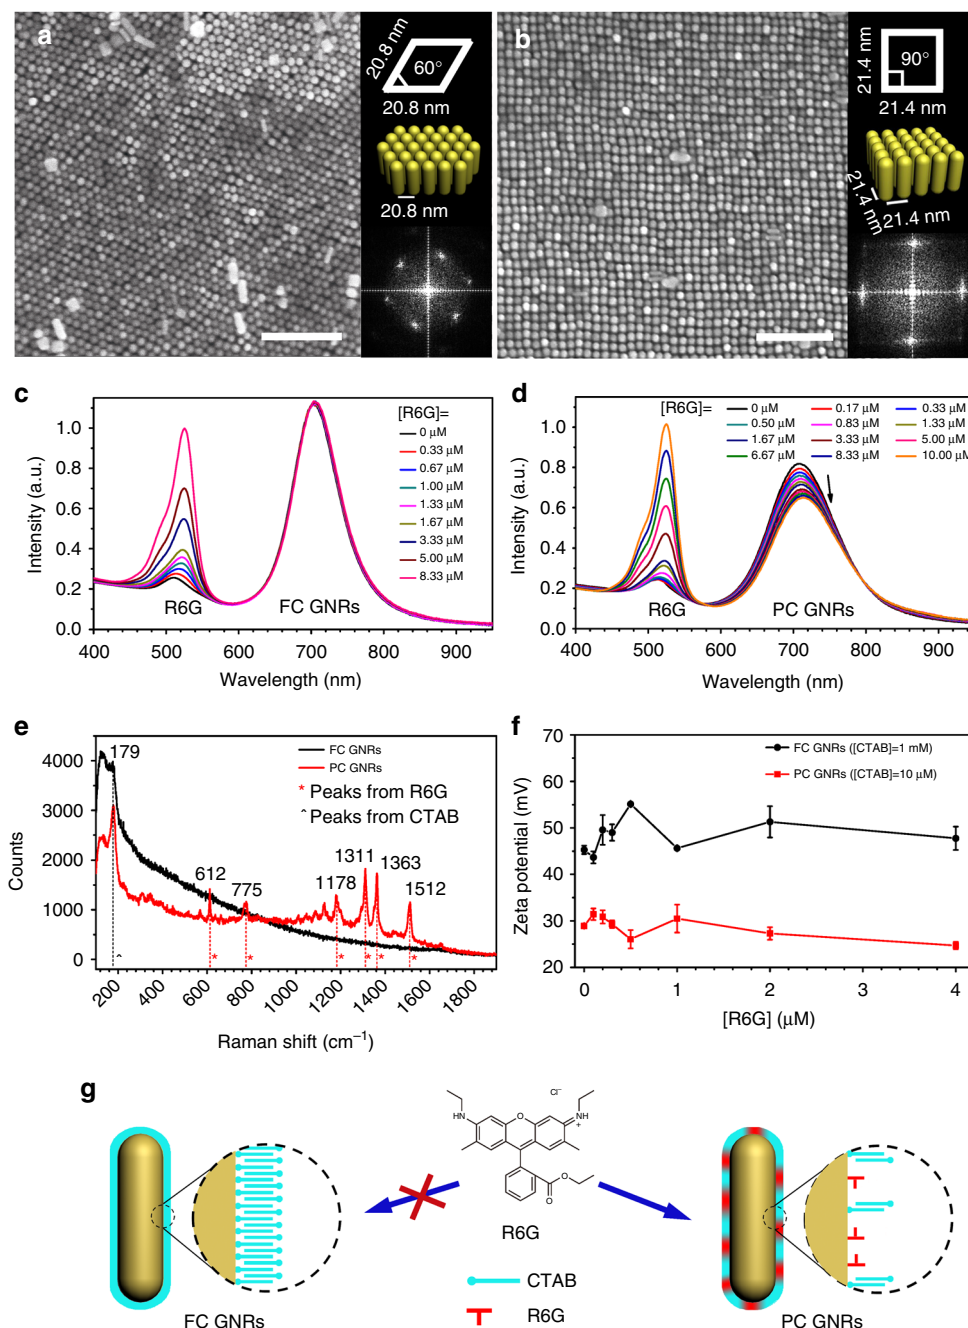 a
20.8 nm
60°
20.8 nm
20.8 nm
b
21.4 nm
90°
21.4 nm
21.4 nm
21.4 nm
c
Intensity (a.u.)
1.0
0.8
0.6
0.4
0.2
0.0
[R6G]=
0 μM
0.33 μM
0.67 μM
1.00 μM
1.33 μM
1.67 μM
3.33 μM
5.00 μM
8.33 μM
R6G
FC GNRs
400 500 600 700 800 900
Wavelength (nm)
d
Intensity (a.u.)
1.0
0.8
0.6
0.4
0.2
0.0
[R6G]=
0 μM 0.17 μM 0.33 μM
0.50 μM 0.83 μM 1.33 μM
1.67 μM 3.33 μM 5.00 μM
6.67 μM 8.33 μM 10.00 μM
R6G
PC GNRs
400 500 600 700 800 900
Wavelength (nm)
e
Counts
4000
3000
2000
1000
0
179
FC GNRs
PC GNRs
* Peaks from R6G
^ Peaks from CTAB
612
775
1178
1311
1363
1512
^ * * * * * *
200 400 600 800 1000 1200 1400 1600 1800
Raman shift (cm⁻¹)
f
Zeta potential (mV)
70
60
50
40
30
20
FC GNRs ([CTAB]=1 mM)
PC GNRs ([CTAB]=10 μM)
0 1 2 3 4
[R6G] (μM)
g
Cl⁻
HN
O
NH
+
O
O
R6G
CTAB
R6G
FC GNRs
PC GNRs